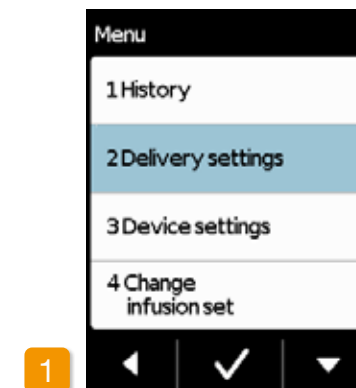 Menu
1 History
2 Delivery settings
3 Device settings
4 Change
infusion set
1